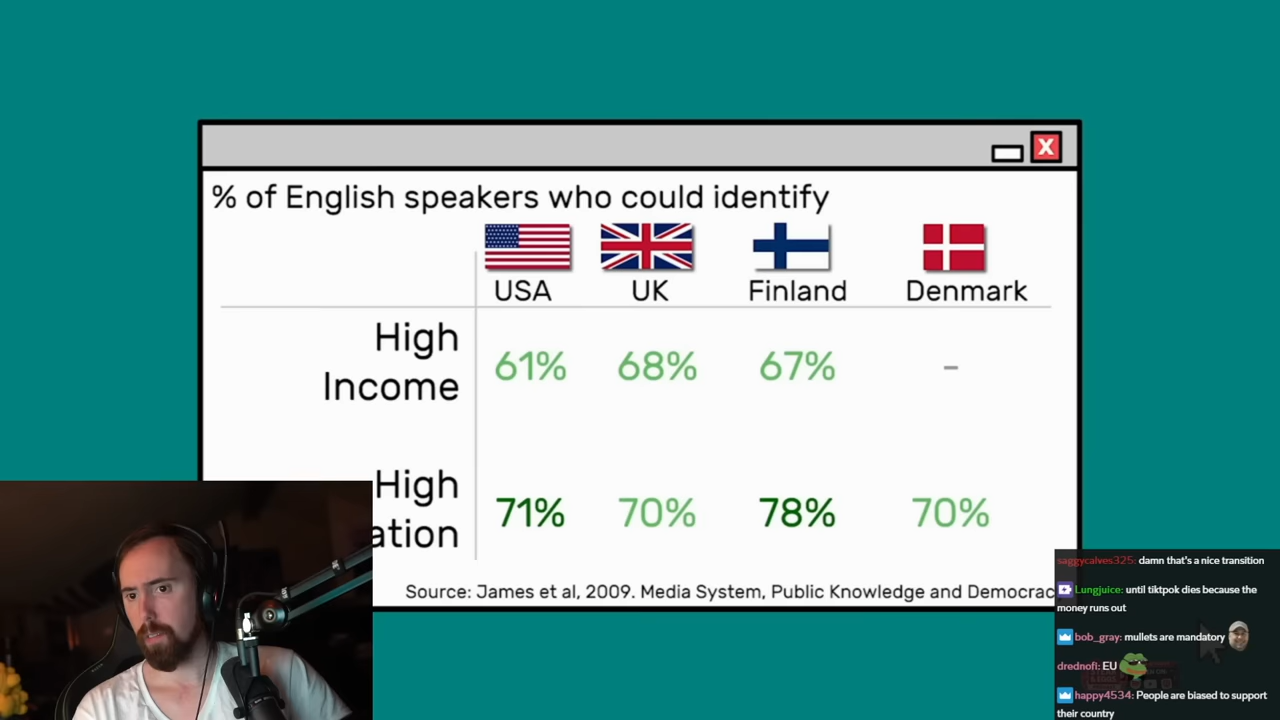 X
% of English speakers who could identify
USA UK Finland Denmark
High
Income
61% 68% 67% -
High
ation
71% 70% 78% 70%
Source: James et al, 2009. Media System, Public Knowledge and Democrac
saggycalves325: damn that's a nice transition
Lungjuice: until tiktpok dies because the
money runs out
bob_gray: mullets are mandatory
drednofi: EU
happy4534: People are biased to support
their country